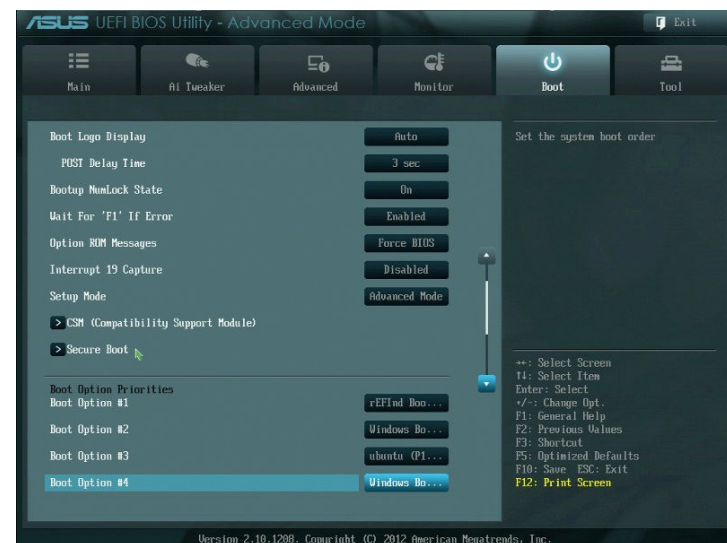 ASUS UEFI BIOS Utility - Advanced Mode
Exit
Main
Ai Tweaker
Advanced
Monitor
Boot
Tool
Boot Logo Display Auto
POST Delay Time 3 sec
Bootup NumLock State On
Wait For 'F1' If Error Enabled
Option ROM Messages Force BIOS
Interrupt 19 Capture Disabled
Setup Mode Advanced Mode
> CSM (Compatibility Support Module)
> Secure Boot
Boot Option Priorities
Boot Option #1 rEFInd Boo...
Boot Option #2 Windows Bo...
Boot Option #3 ubuntu (P1...
Boot Option #4 Windows Bo...
Set the system boot order
→←: Select Screen
↑↓: Select Item
Enter: Select
+/-: Change Opt.
F1: General Help
F2: Previous Values
F3: Shortcut
F5: Optimized Defaults
F10: Save ESC: Exit
F12: Print Screen
Version 2.10.1208. Copyright (C) 2012 American Megatrends, Inc.